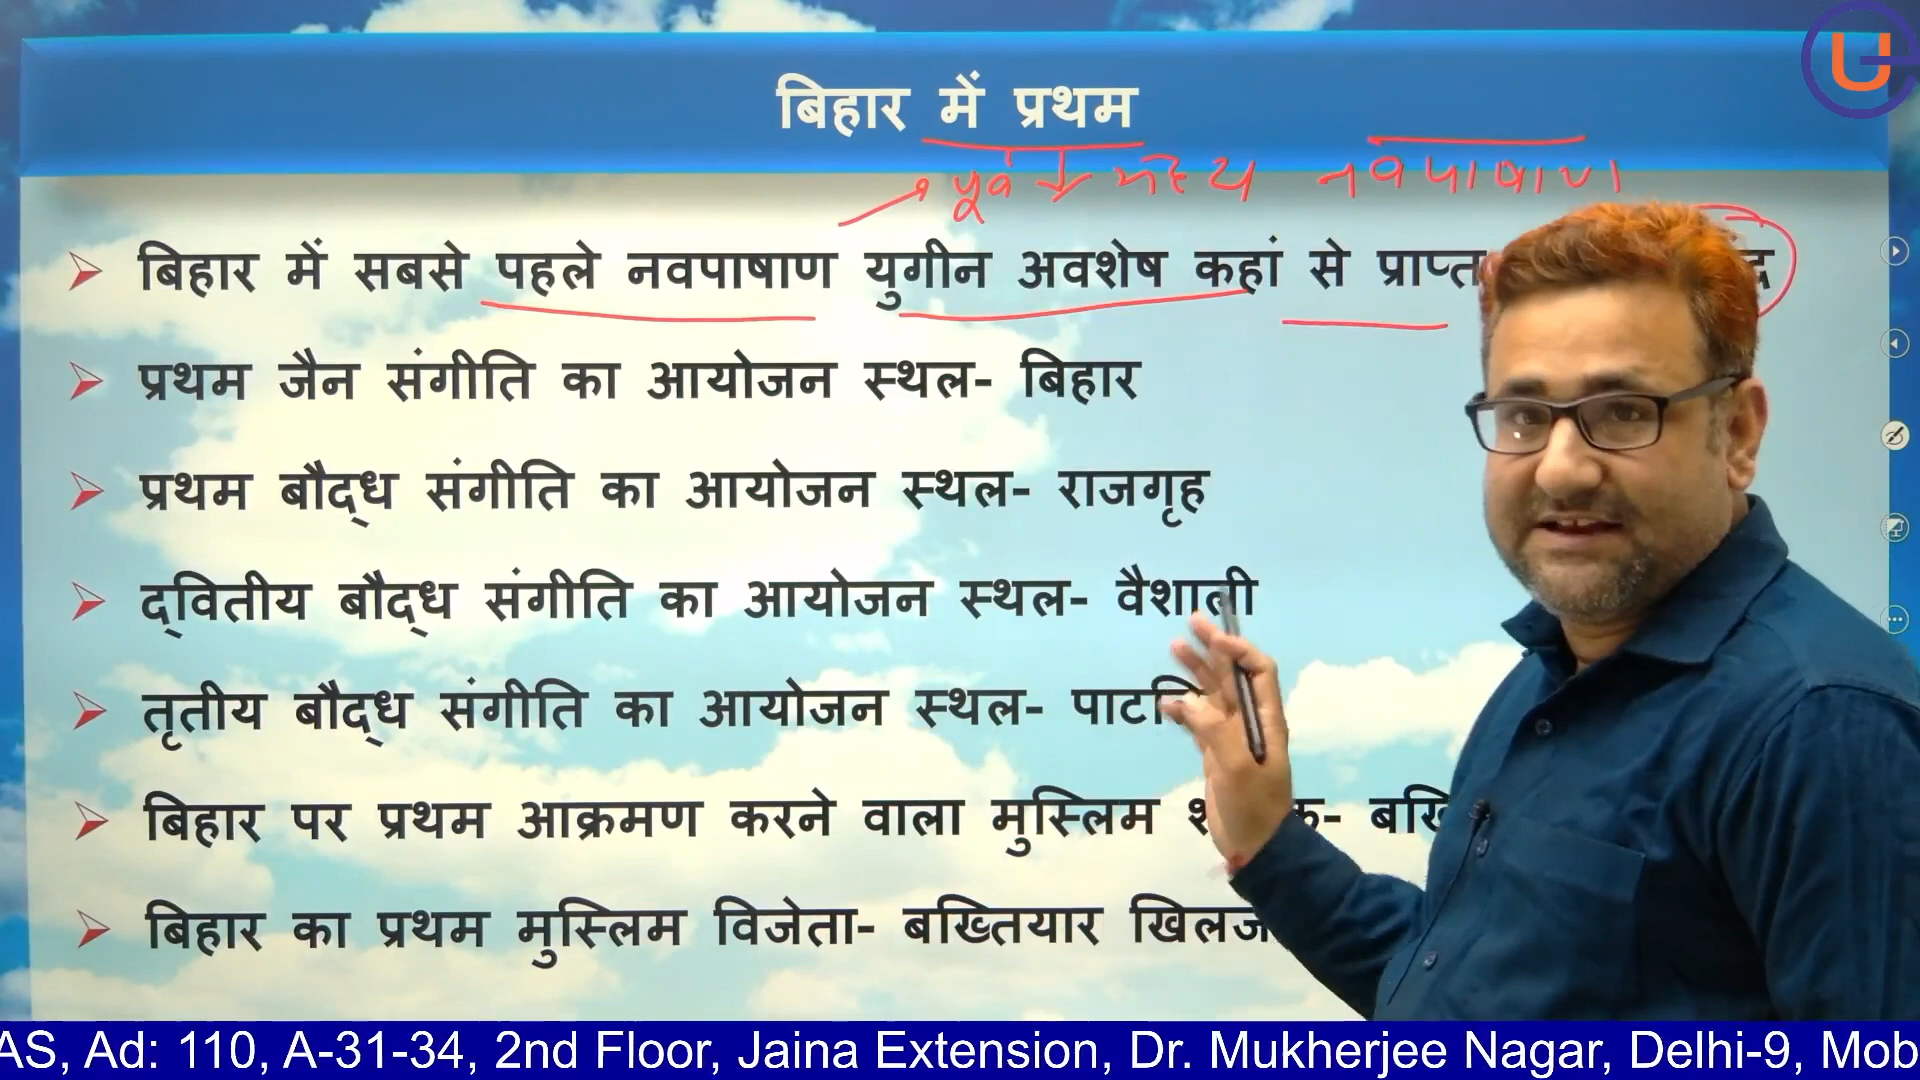 बिहार में प्रथम
पूर्व मध्य नवपाषाण
बिहार में सबसे पहले नवपाषाण युगीन अवशेष कहां से प्राप्त
प्रथम जैन संगीति का आयोजन स्थल- बिहार
प्रथम बौद्ध संगीति का आयोजन स्थल- राजगृह
द्वितीय बौद्ध संगीति का आयोजन स्थल- वैशाली
तृतीय बौद्ध संगीति का आयोजन स्थल-
बिहार पर प्रथम आक्रमण करने वाला मुस्लिम
बिहार का प्रथम मुस्लिम विजेता- बख्तियार
AS, Ad: 110, A-31-34, 2nd Floor, Jaina Extension, Dr. Mukherjee Nagar, Delhi-9, Mob